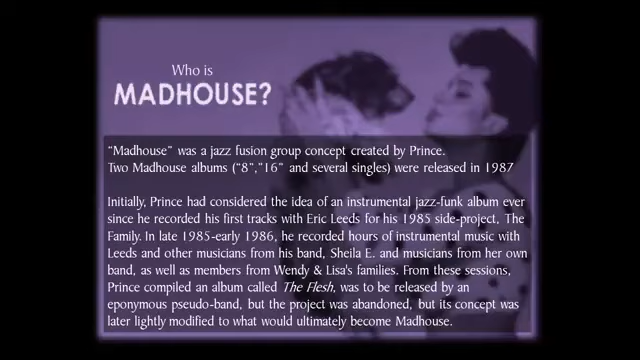 Who is
MADHOUSE?
“Madhouse” was a jazz fusion group concept created by Prince.
Two Madhouse albums (“8”,“16” and several singles) were released in 1987
Initially, Prince had considered the idea of an instrumental jazz-funk album ever
since he recorded his first tracks with Eric Leeds for his 1985 side-project, The
Family. In late 1985-early 1986, he recorded hours of instrumental music with
Leeds and other musicians from his band, Sheila E. and musicians from her own
band, as well as members from Wendy & Lisa's families. From these sessions,
Prince compiled an album called The Flesh, was to be released by an
eponymous pseudo-band, but the project was abandoned, but its concept was
later lightly modified to what would ultimately become Madhouse.